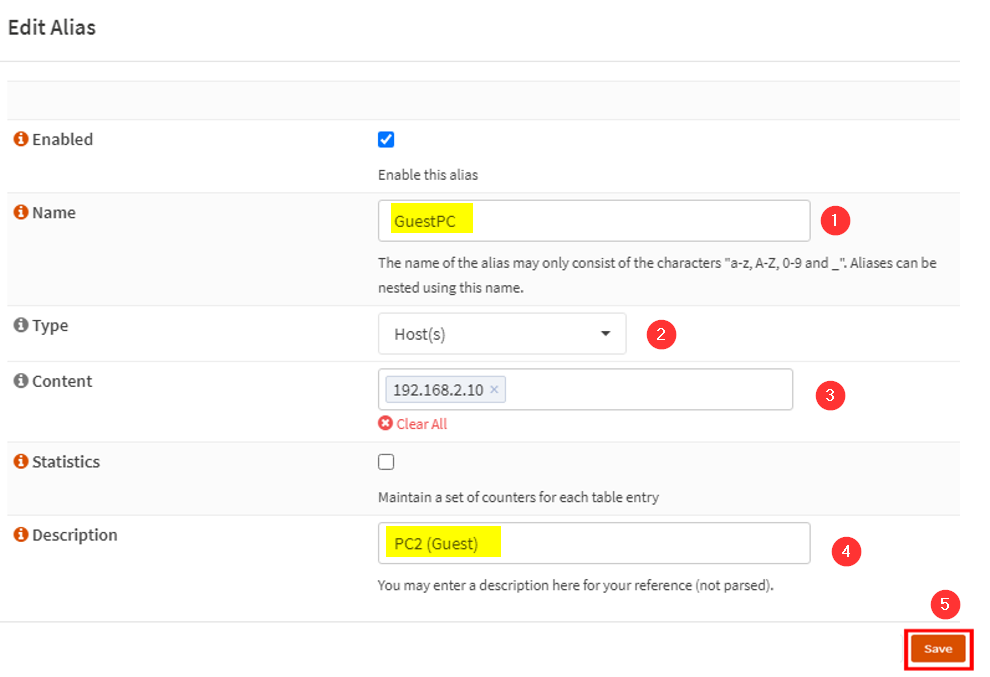 Edit Alias
Enabled
Enable this alias
Name
GuestPC
1
The name of the alias may only consist of the characters "a-z, A-Z, 0-9 and _". Aliases can be
nested using this name.
Type
Host(s)
2
Content
192.168.2.10 ×
3
Clear All
Statistics
Maintain a set of counters for each table entry
Description
PC2 (Guest)
4
You may enter a description here for your reference (not parsed).
5
Save